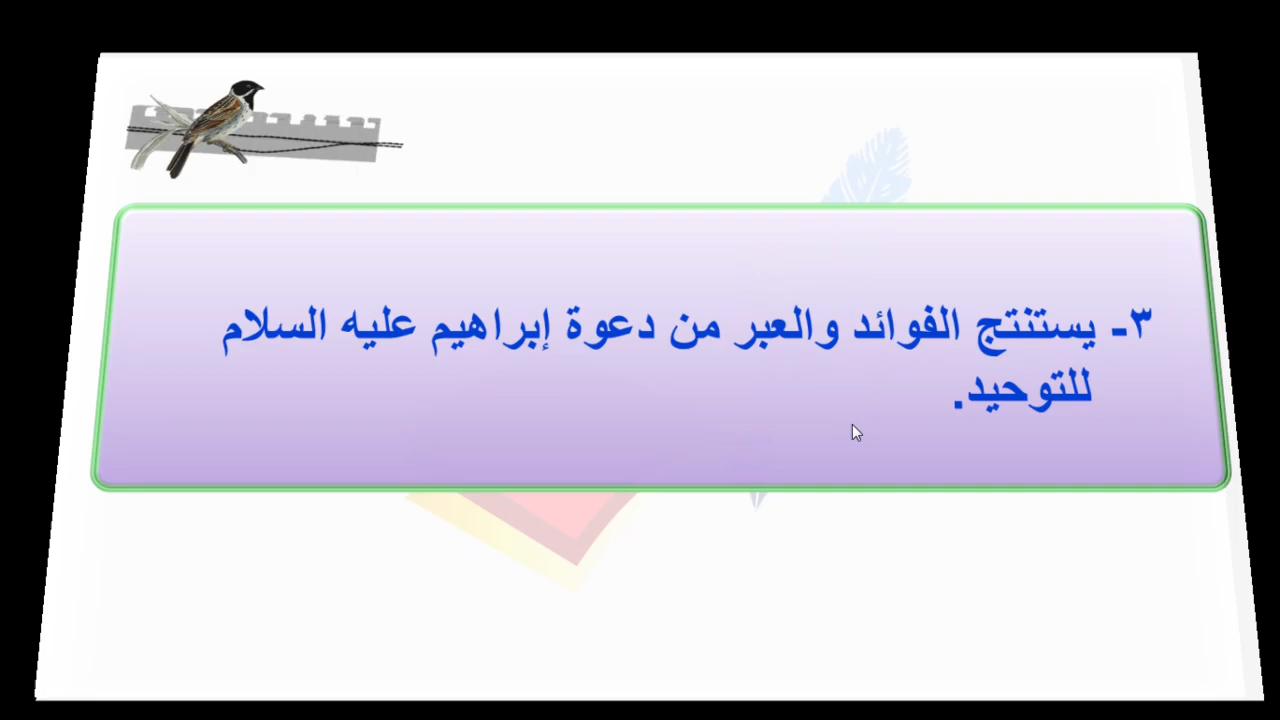 ٣- يستنتج الفوائد والعبر من دعوة إبراهيم عليه السلام
للتوحيد.